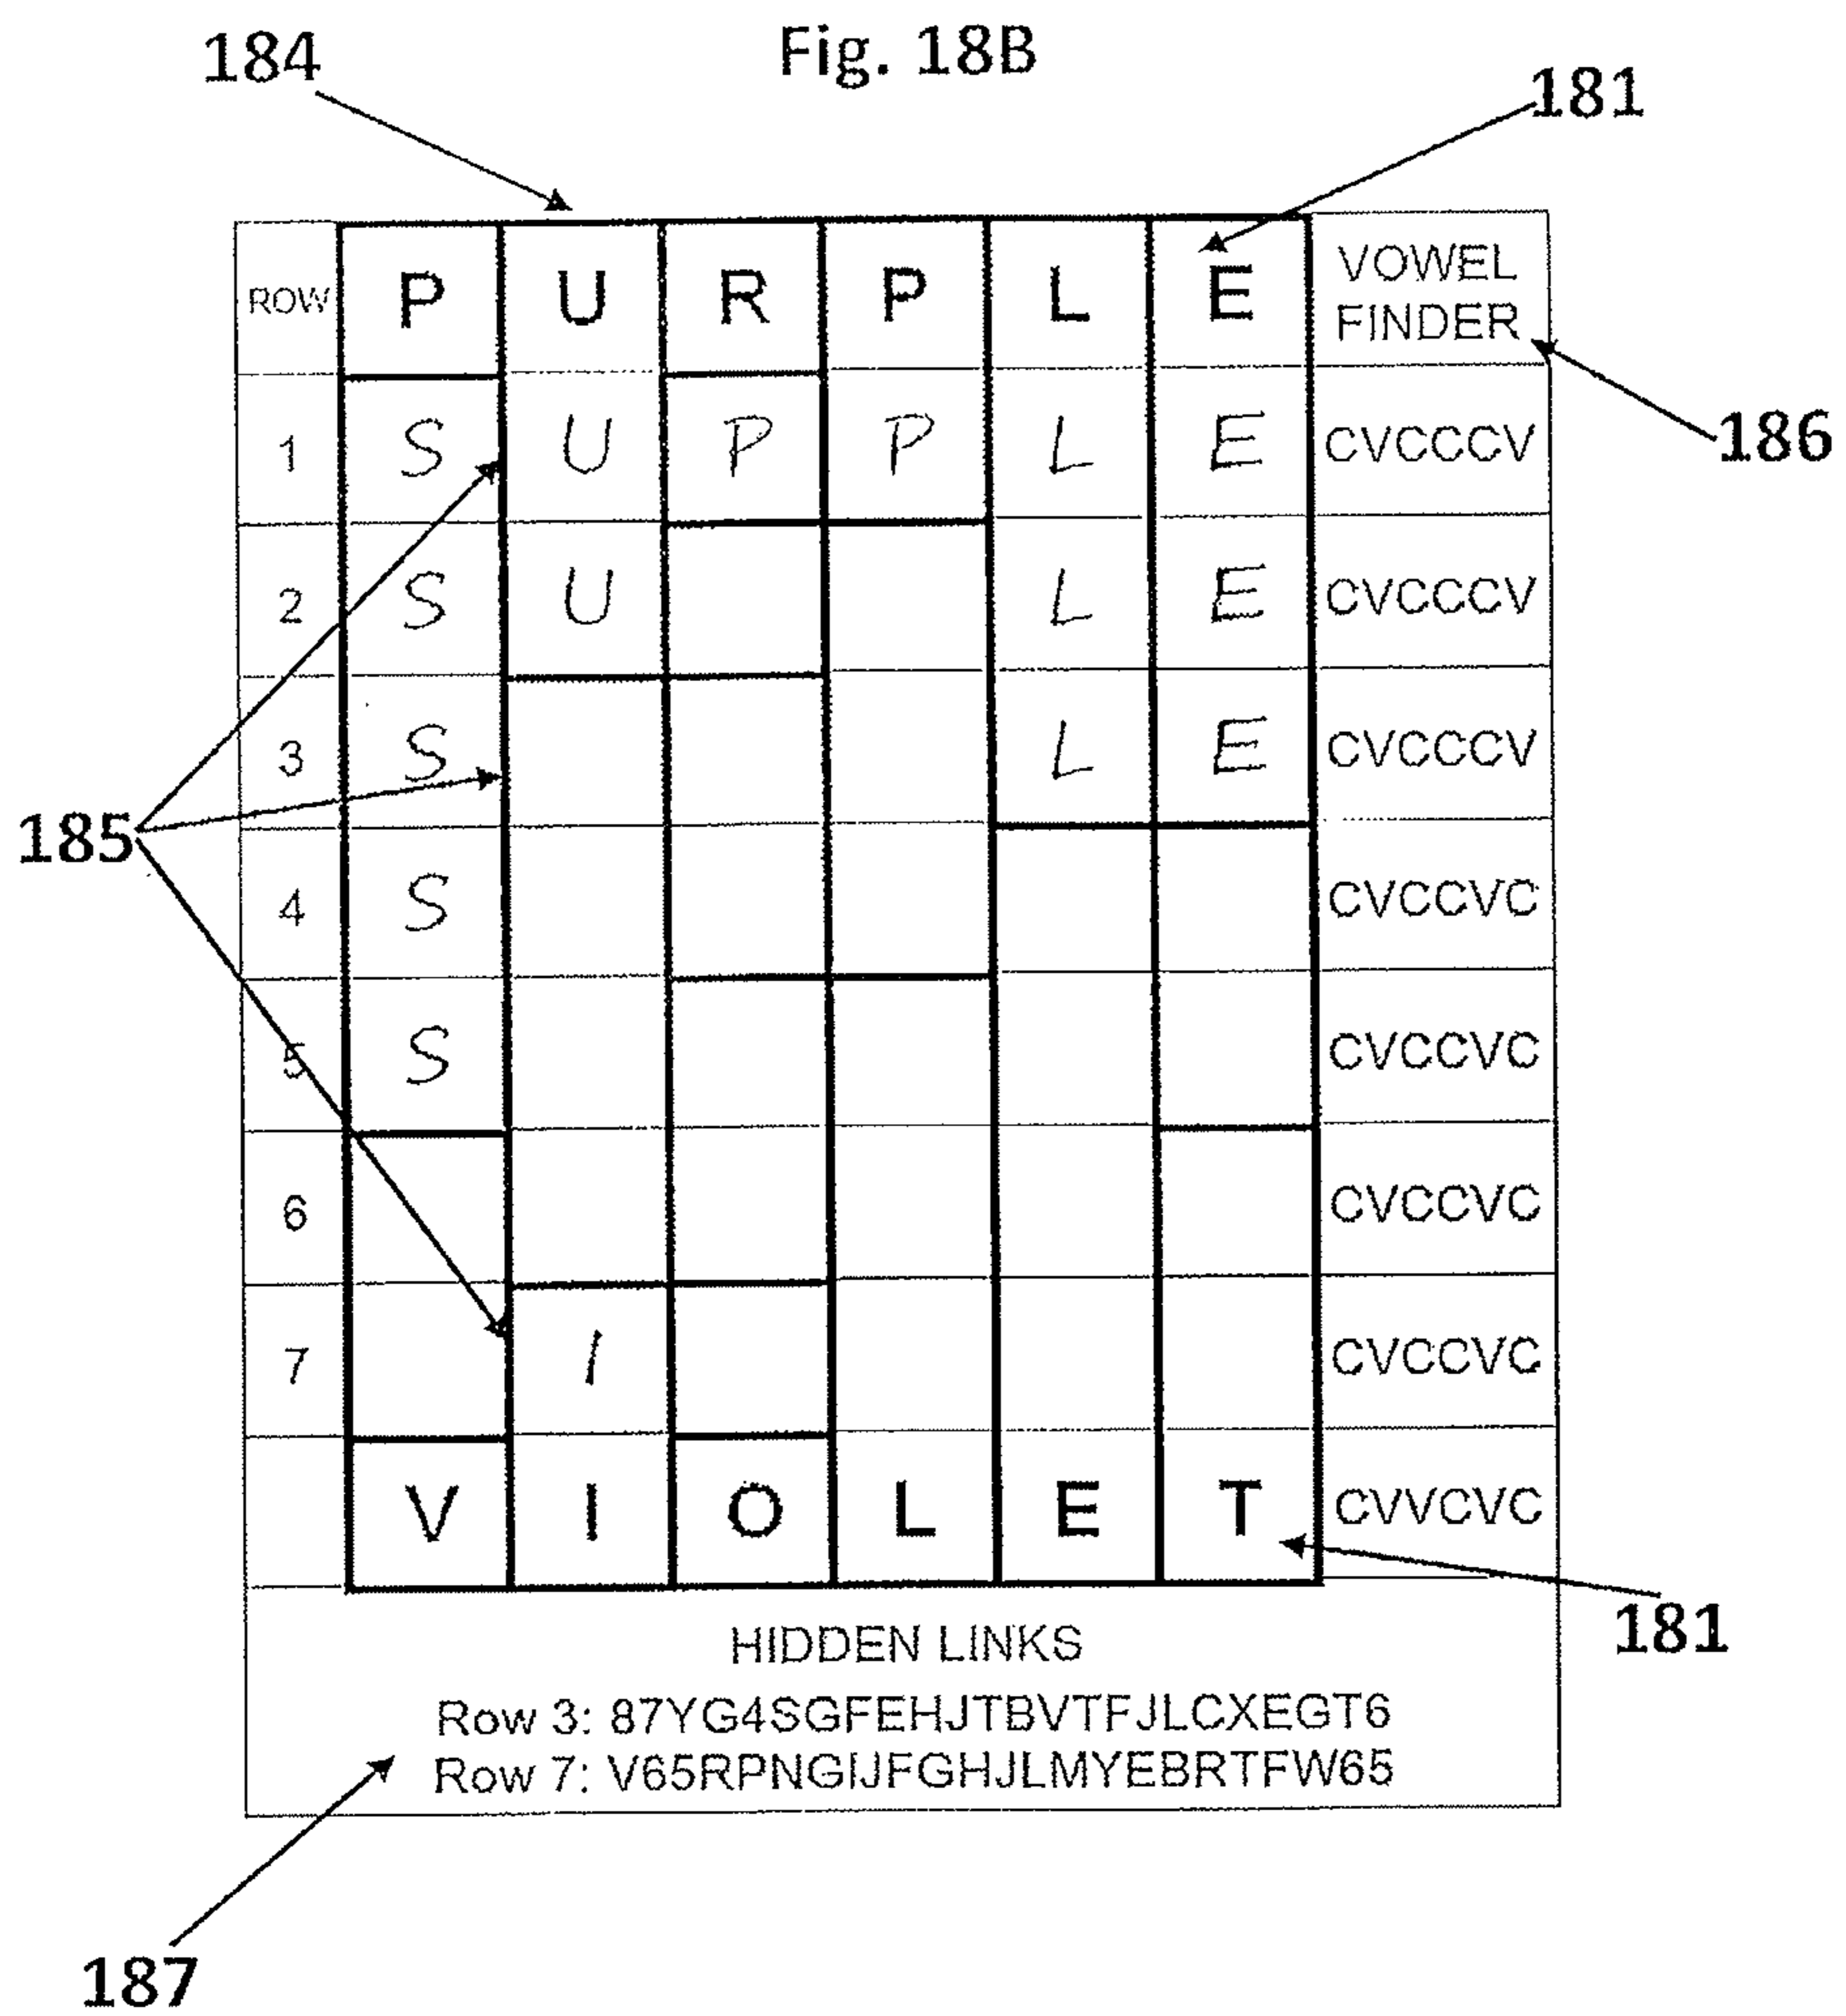 Fig. 18B
184
181
ROW P U R P L E VOWEL FINDER
186
1 S U P P L E CVCCCV
2 S U L E CVCCCV
3 S L E CVCCCV
185
4 S CVCCVC
5 S CVCCVC
6 CVCCVC
7 I CVCCVC
V I O L E T CVVCVC
181
HIDDEN LINKS
Row 3: 87YG4SGFEHJTBVTFJLCXEGT6
Row 7: V65RPNGIJFGHJLMYEBRTFW65
187